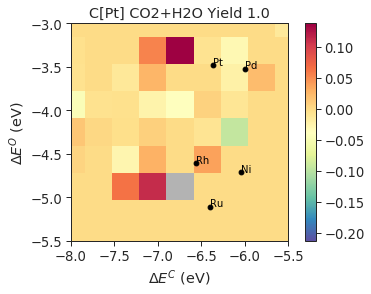 C[Pt] CO2+H2O Yield 1.0
−3.0
−3.5
−4.0
−4.5
−5.0
−5.5
ΔE^O (eV)
Pt
Pd
Rh
Ni
Ru
−8.0 −7.5 −7.0 −6.5 −6.0 −5.5
ΔE^C (eV)
0.10
0.05
0.00
−0.05
−0.10
−0.15
−0.20